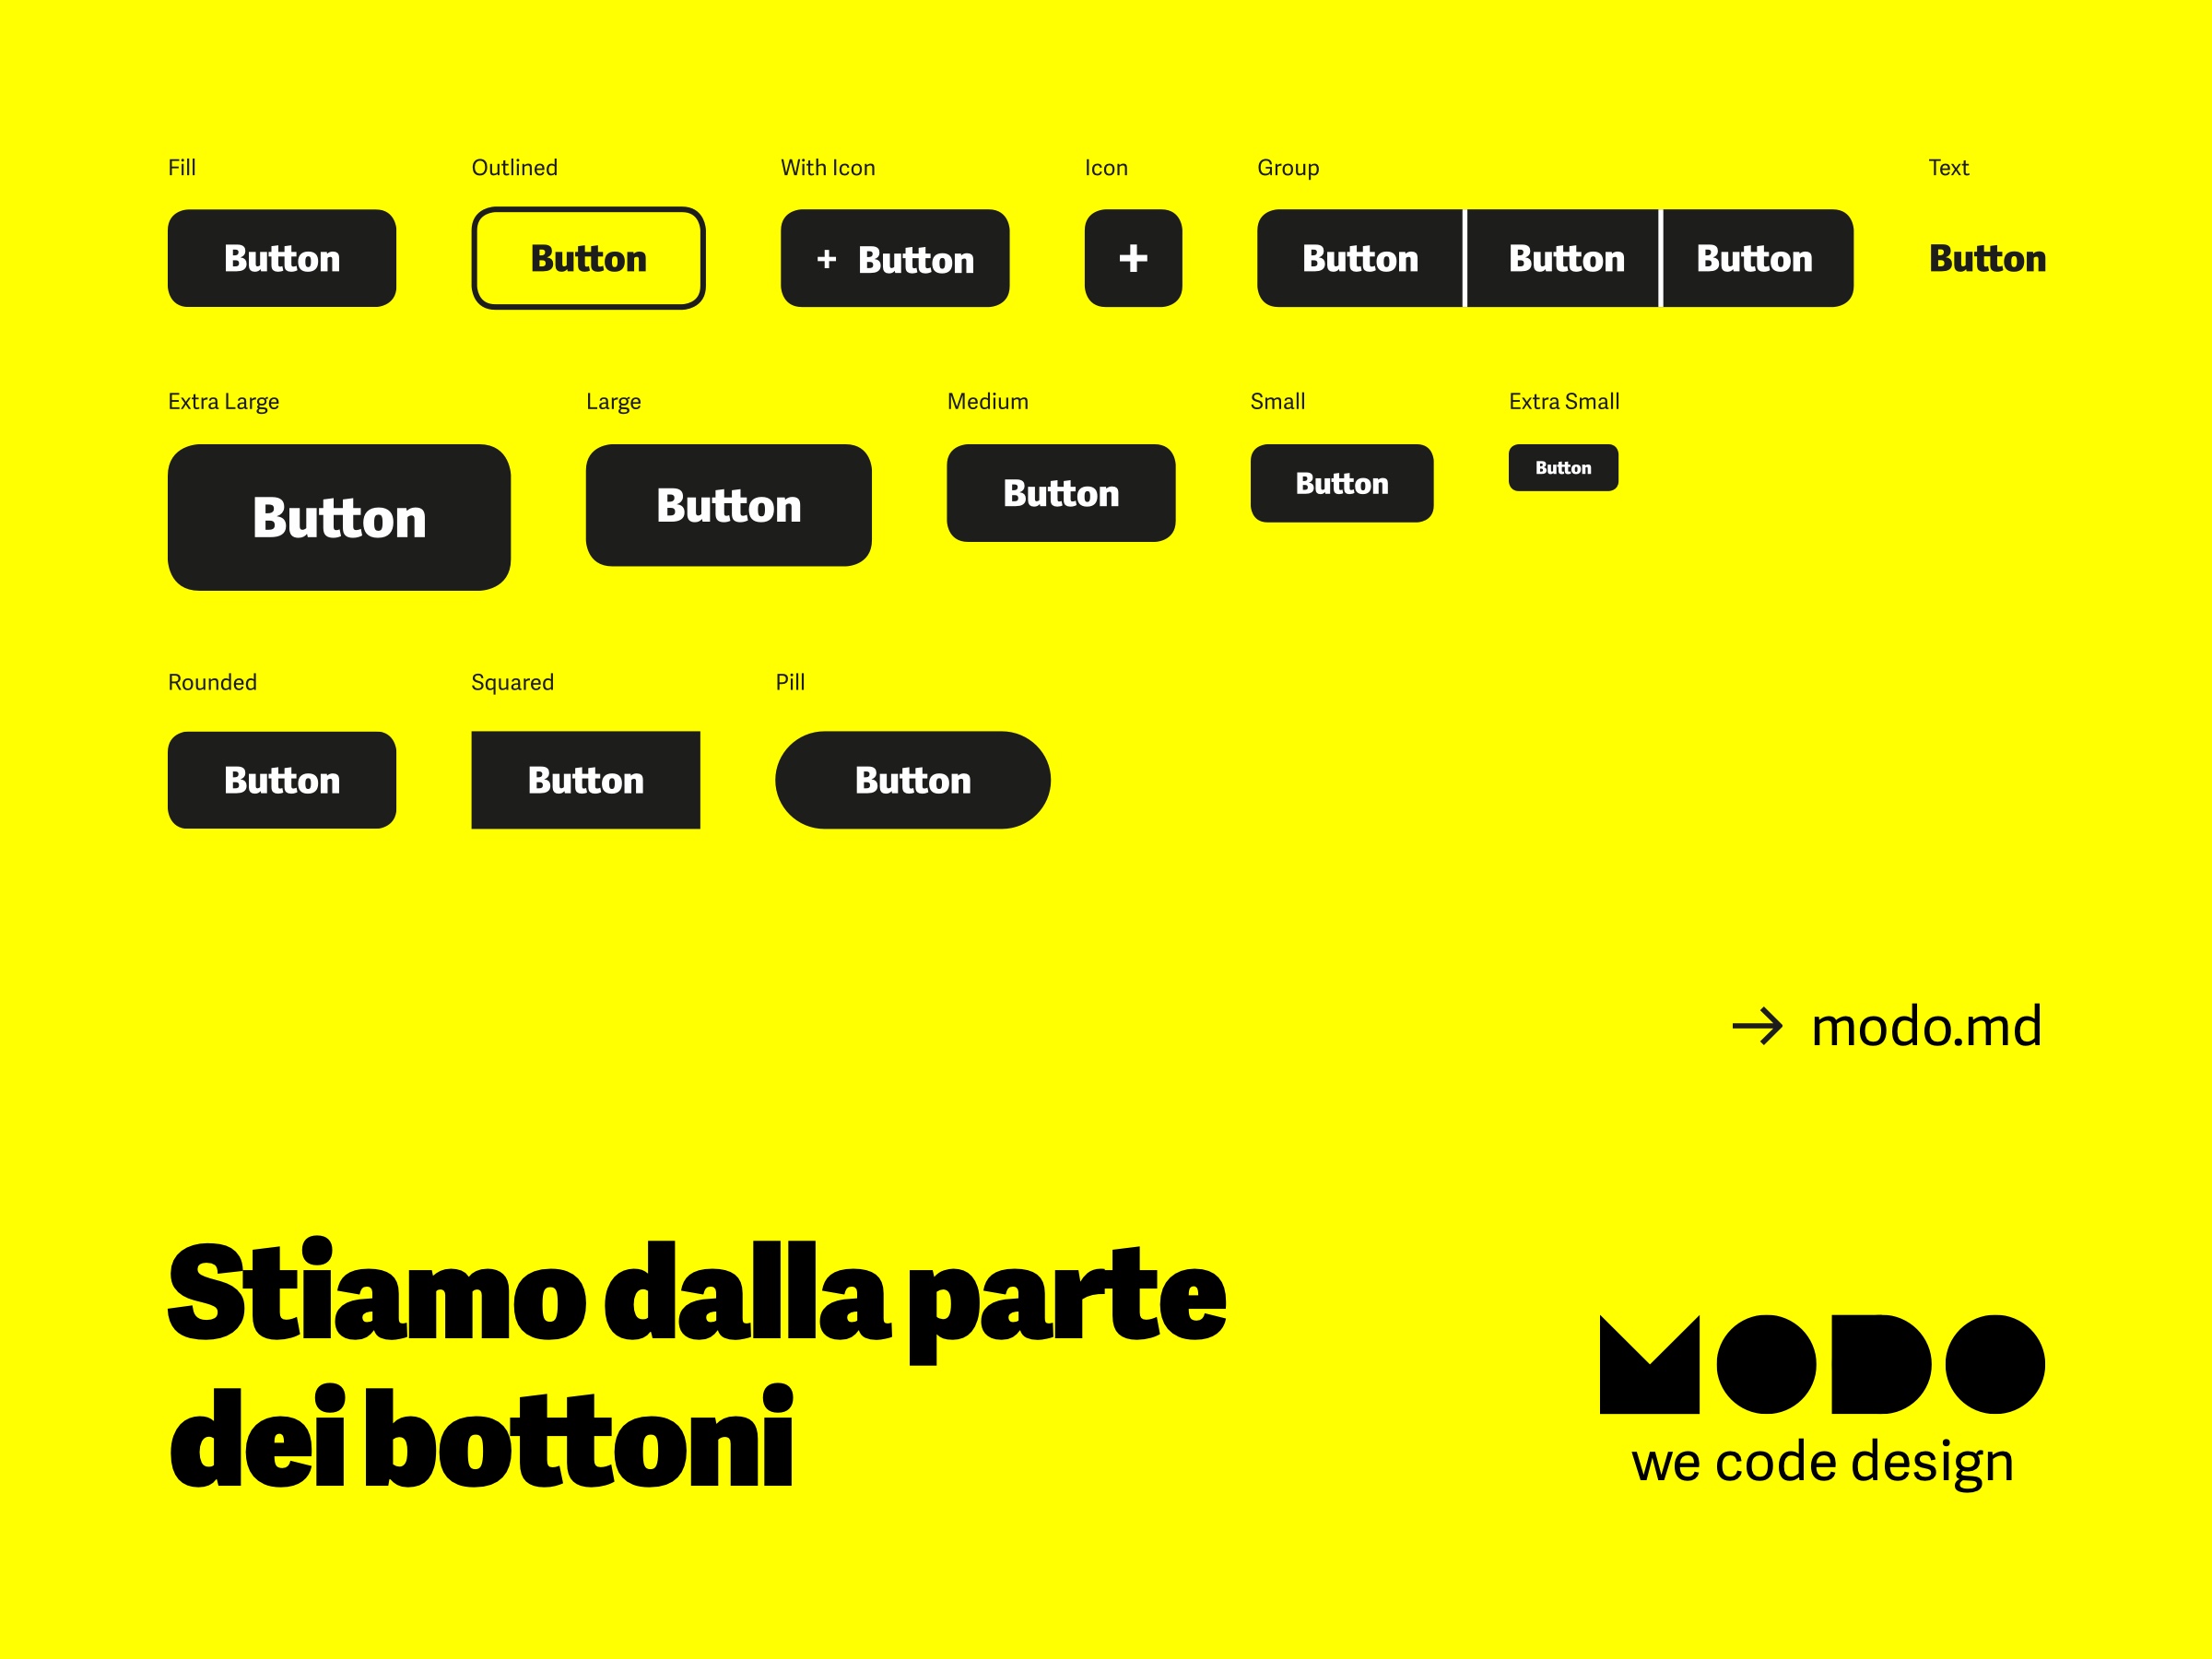 Fill Outlined With Icon Icon Group Text
Button Button + Button + Button Button Button Button
Extra Large Large Medium Small Extra Small
Button Button Button Button Button
Rounded Squared Pill
Button Button Button
→ modo.md
Stiamo dalla parte
dei bottoni
MODO
we code design